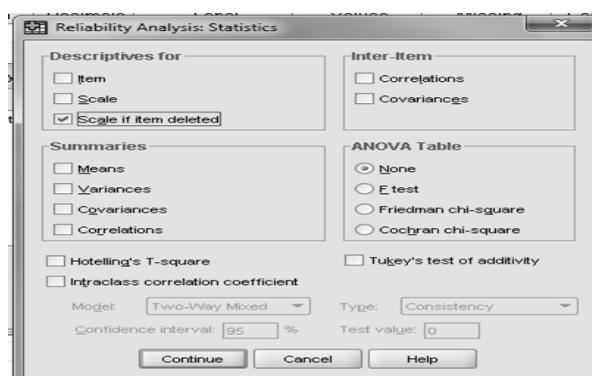 Reliability Analysis: Statistics
Descriptives for
Item
Scale
Scale if item deleted
Inter-Item
Correlations
Covariances
Summaries
Means
Variances
Covariances
Correlations
ANOVA Table
None
F test
Friedman chi-square
Cochran chi-square
Hotelling's T-square
Tukey's test of additivity
Intraclass correlation coefficient
Model: Two-Way Mixed Type: Consistency
Confidence interval: 95 % Test value: 0
Continue Cancel Help